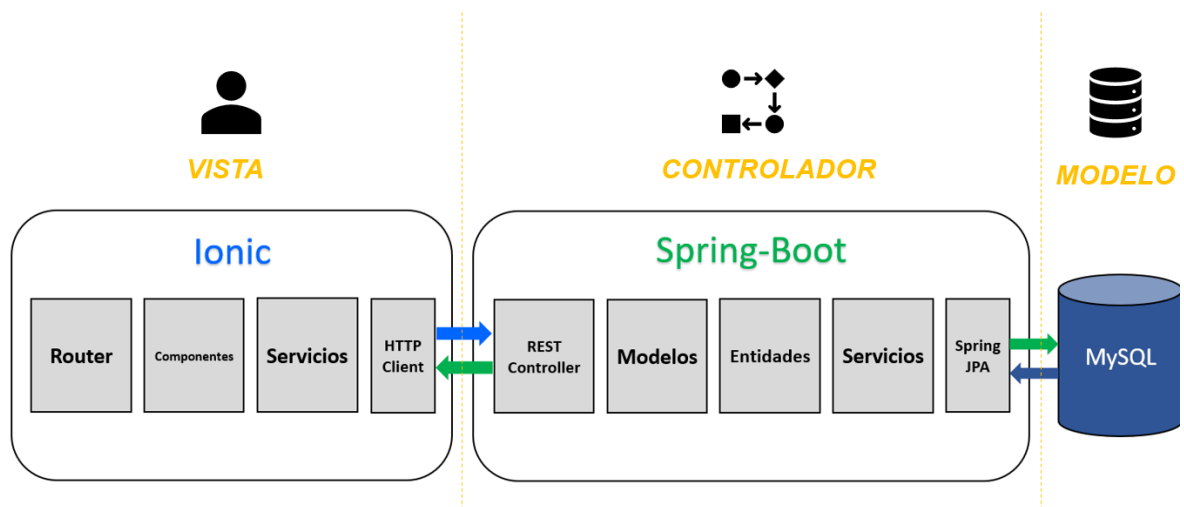 VISTA
CONTROLADOR
MODELO
Ionic
Router
Componentes
Servicios
HTTP
Client
Spring-Boot
REST
Controller
Modelos
Entidades
Servicios
Spring
JPA
MySQL